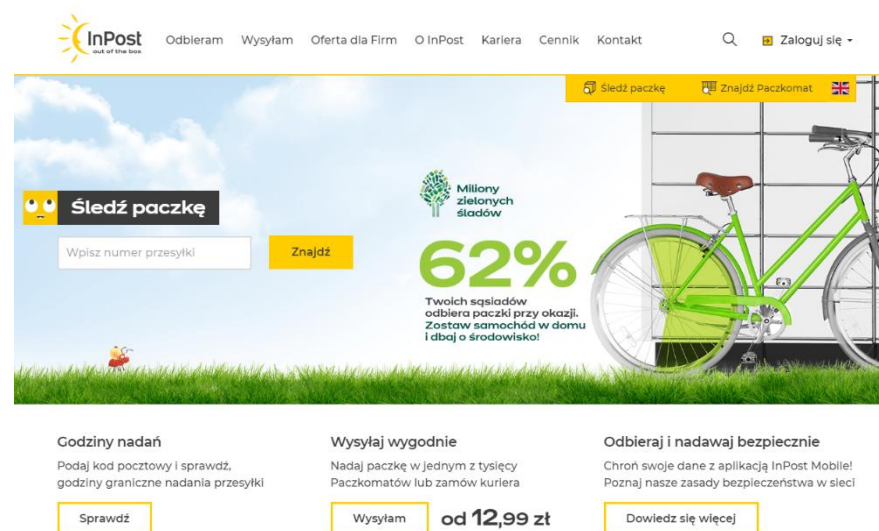 InPost
out of the box
Odbieram Wysyłam Oferta dla Firm O InPost Kariera Cennik Kontakt
Zaloguj się
Śledź paczkę Znajdź Paczkomat
Śledź paczkę
Wpisz numer przesyłki
Znajdź
Miliony
zielonych
śladów
62%
Twoich sąsiadów
odbiera paczki przy okazji.
Zostaw samochód w domu
i dbaj o środowisko!
Godziny nadań
Podaj kod pocztowy i sprawdź,
godziny graniczne nadania przesyłki
Sprawdź
Wysyłaj wygodnie
Nadaj paczkę w jednym z tysięcy
Paczkomatów lub zamów kuriera
Wysyłam od 12,99 zł
Odbieraj i nadawaj bezpiecznie
Chroń swoje dane z aplikacją InPost Mobile!
Poznaj nasze zasady bezpieczeństwa w sieci
Dowiedz się więcej